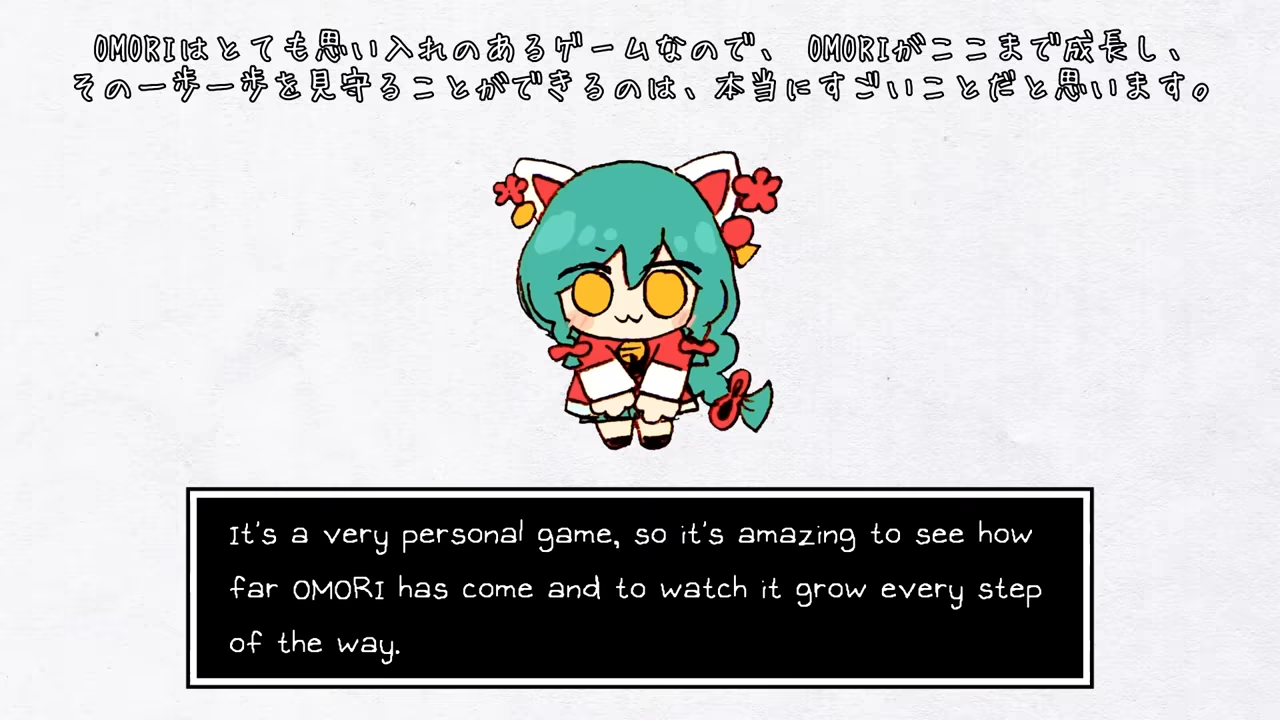 OMORIはとても思い入れのあるゲームなので、 OMORIがここまで成長し、
その一歩一歩を見守ることができるのは、本当にすごいことだと思います。
It's a very personal game, so it's amazing to see how
far OMORI has come and to watch it grow every step
of the way.